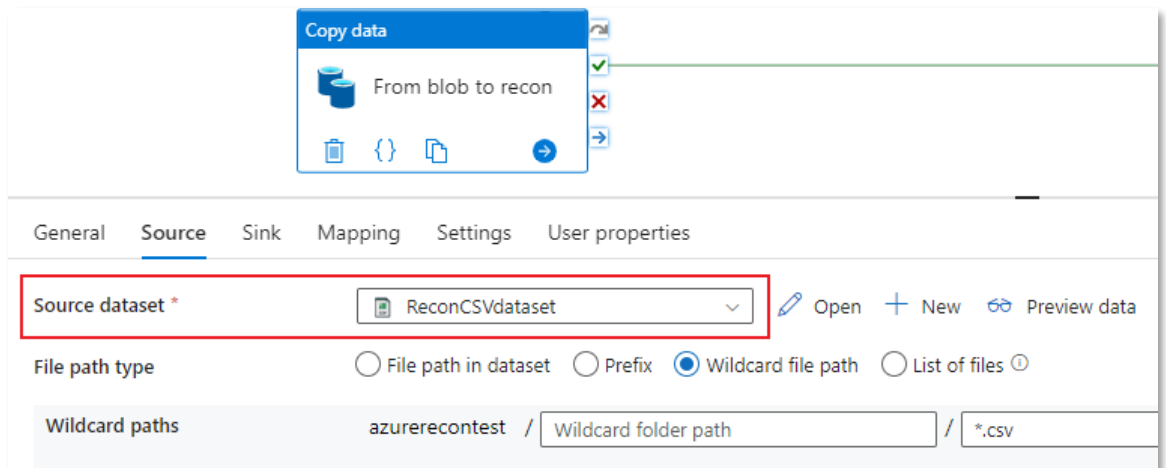 Copy data
From blob to recon
General Source Sink Mapping Settings User properties
Source dataset * ReconCSVdataset Open New Preview data
File path type File path in dataset Prefix Wildcard file path List of files
Wildcard paths azurerecontest / Wildcard folder path / *.csv